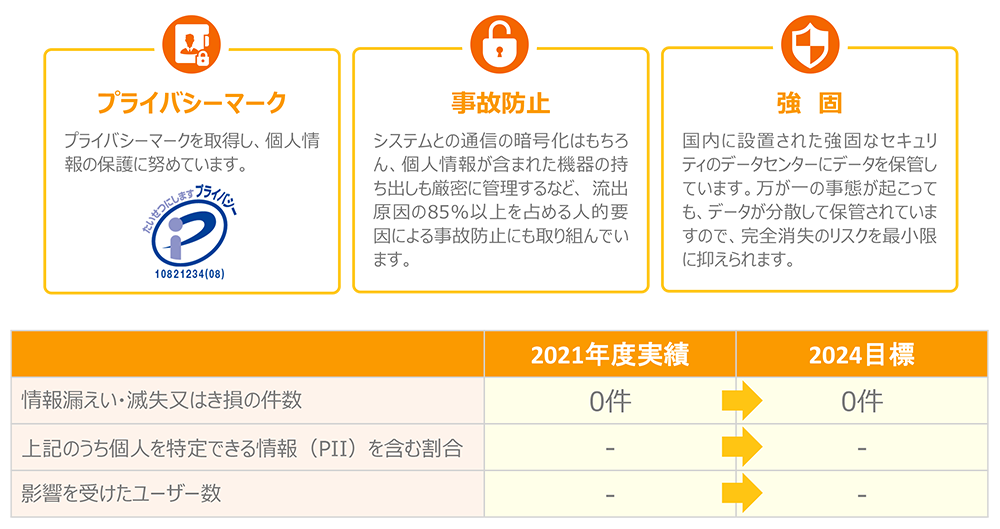 プライバシーマーク
プライバシーマークを取得し、個人情
報の保護に努めています。
たいせつにしますプライバシー
10821234(08)
事故防止
システムとの通信の暗号化はもちろ
ん、個人情報が含まれた機器の持
ち出しも厳密に管理するなど、流出
原因の85%以上を占める人的要
因による事故防止にも取り組んでい
ます。
強 固
国内に設置された強固なセキュリ
ティのデータセンターにデータを保管し
ています。万が一の事態が起こって
も、データが分散して保管されていま
すので、完全消失のリスクを最小限
に抑えられます。
2021年度実績 2024目標
情報漏えい・滅失又はき損の件数 0件 0件
上記のうち個人を特定できる情報（PII）を含む割合 - -
影響を受けたユーザー数 - -